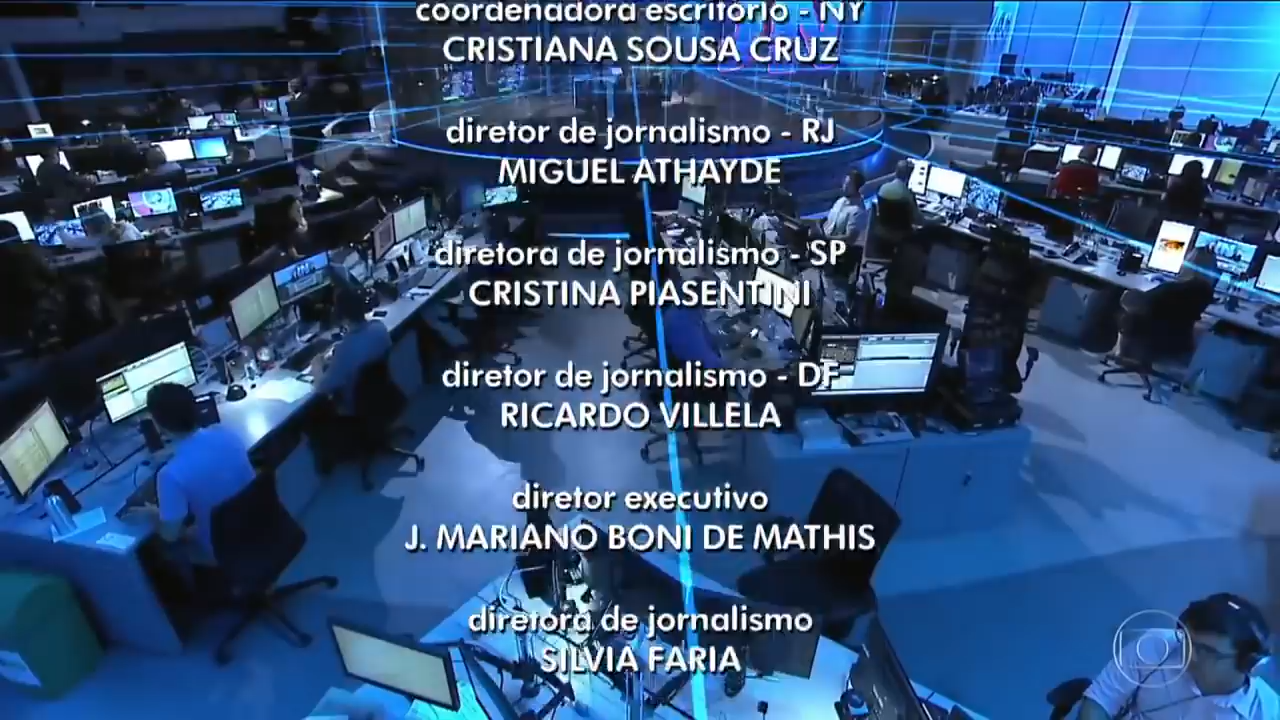 coordenadora escritório - NY
CRISTIANA SOUSA CRUZ
diretor de jornalismo - RJ
MIGUEL ATHAYDE
diretora de jornalismo - SP
CRISTINA PIASENTINI
diretor de jornalismo - DF
RICARDO VILLELA
diretor executivo
J. MARIANO BONI DE MATHIS
diretora de jornalismo
SILVIA FARIA